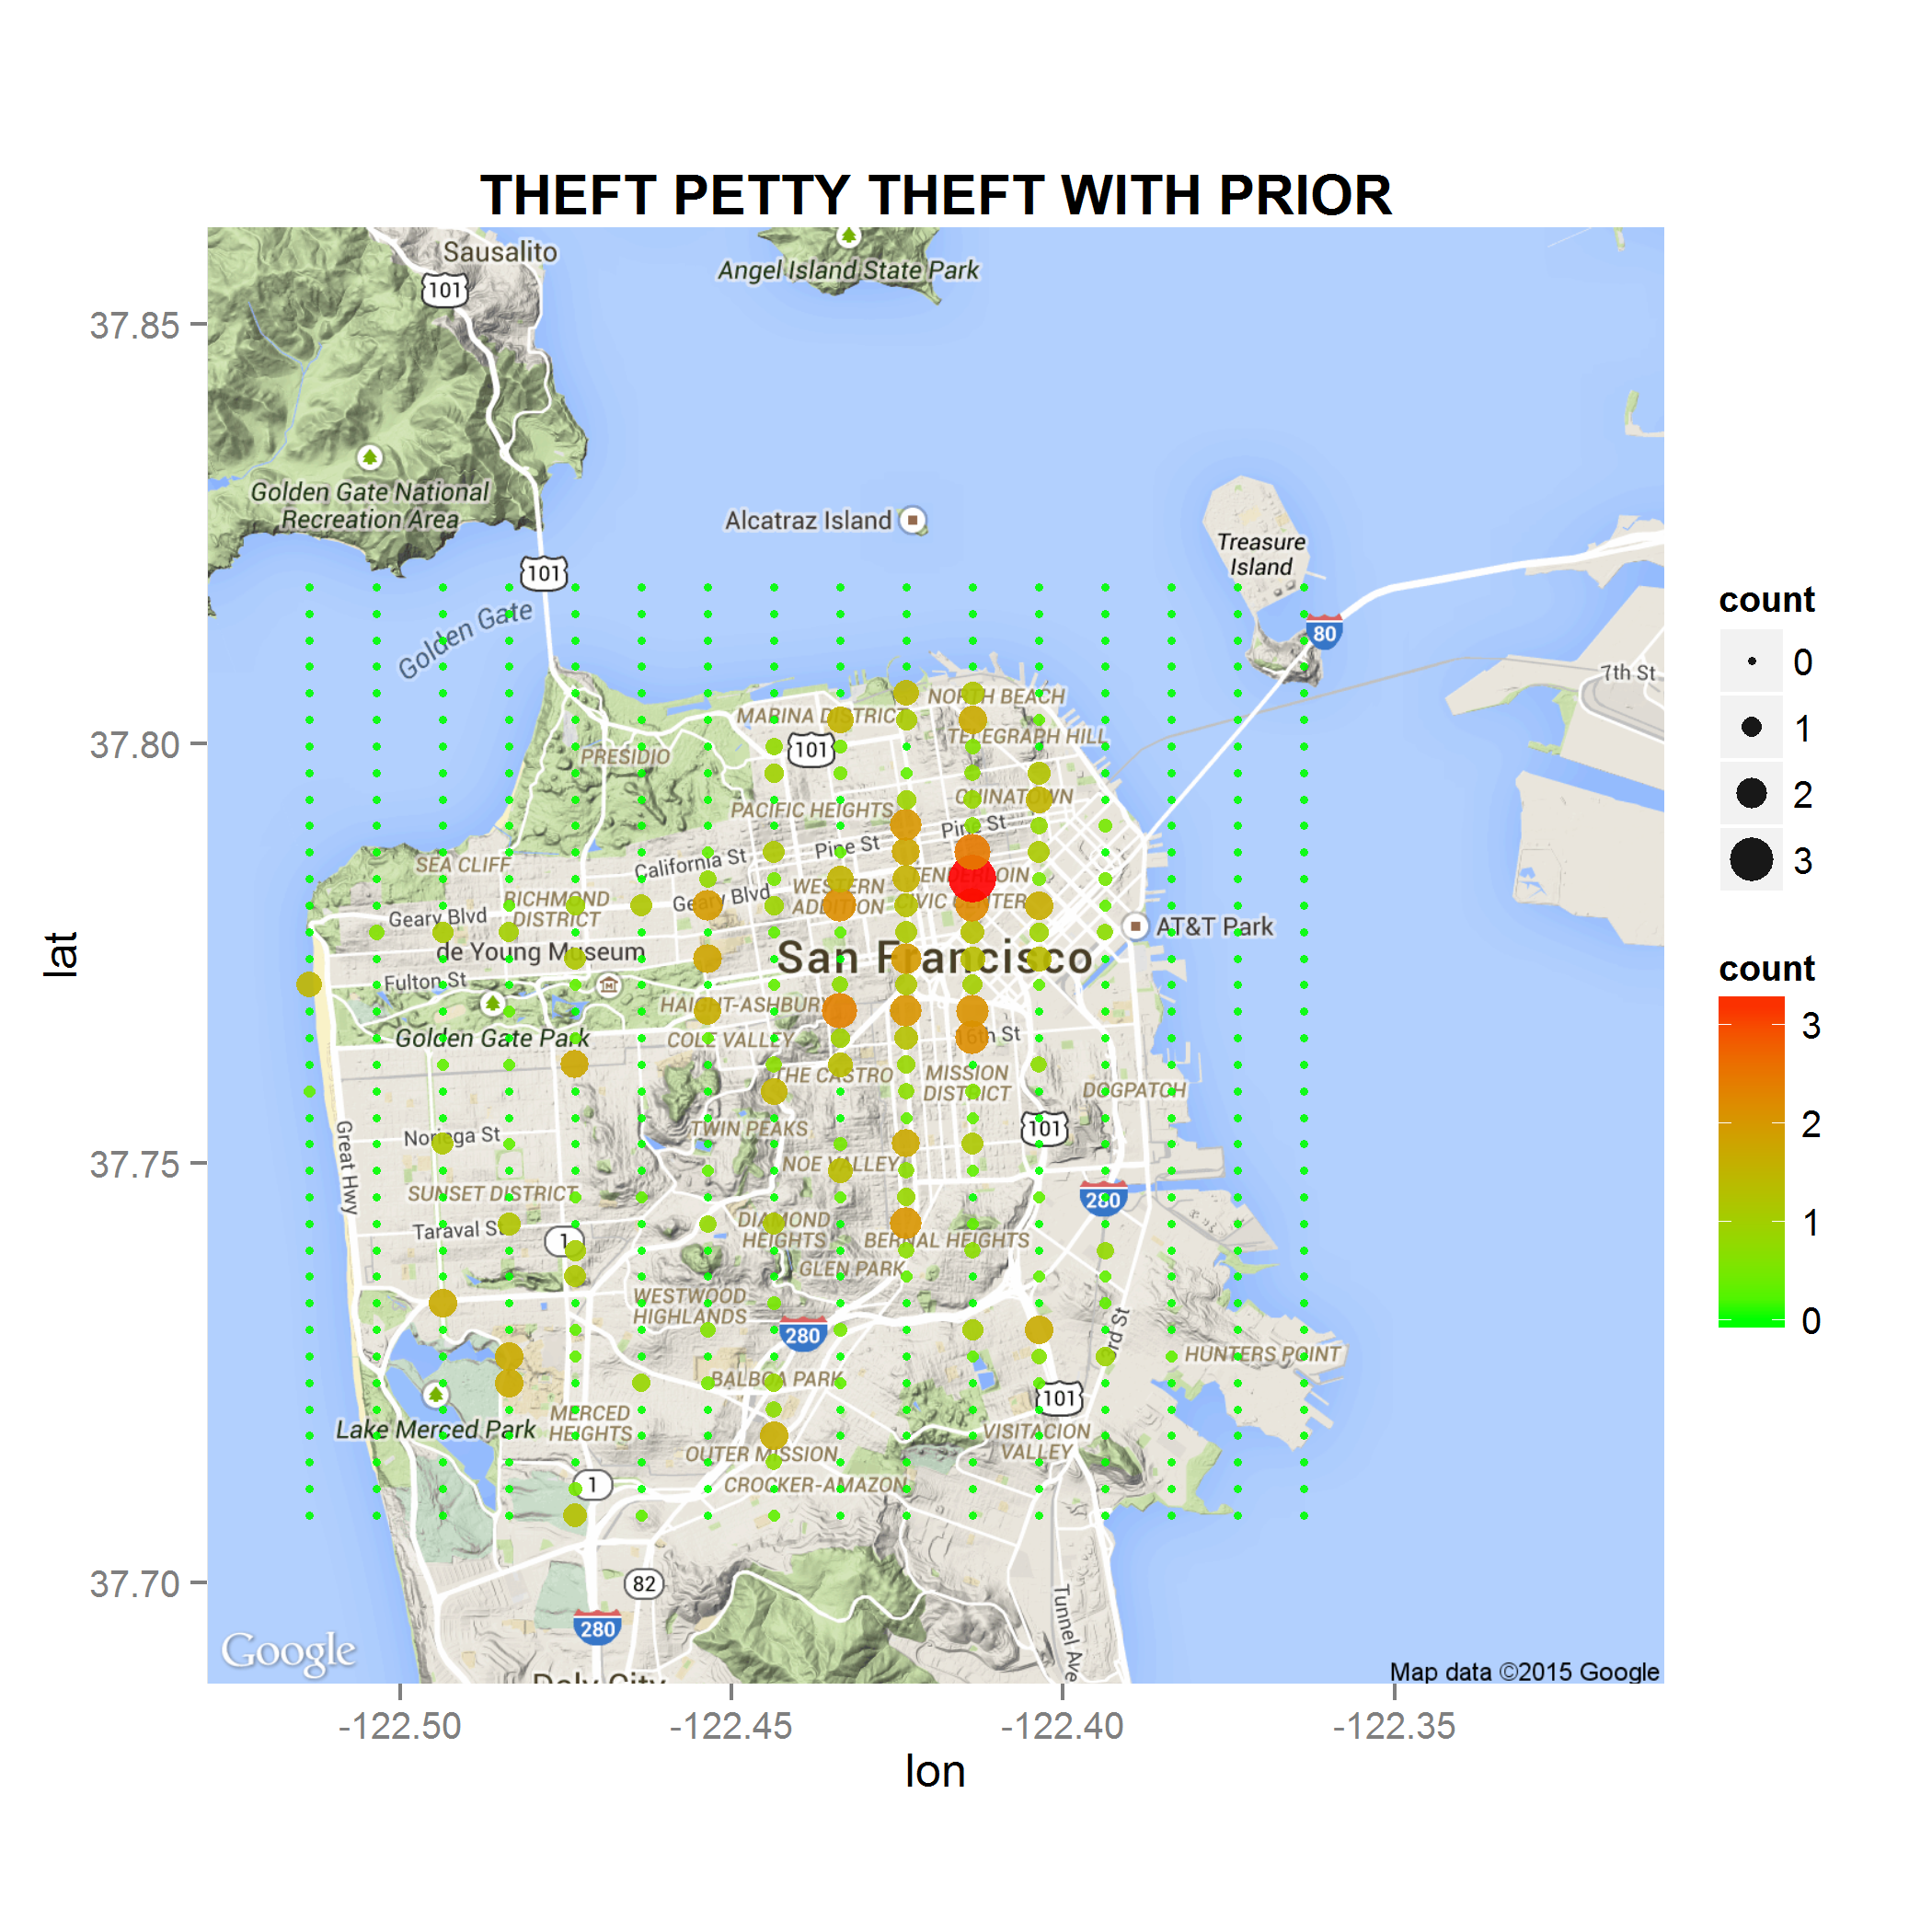 THEFT PETTY THEFT WITH PRIOR
Sausalito
Angel Island State Park
101
37.85
Golden Gate National
Recreation Area
Alcatraz Island
Treasure
Island
101
Golden Gate
80
7th St
count
0
1
2
3
NORTH BEACH
MARINA DISTRICT
TELEGRAPH HILL
37.80
101
PRESIDIO
CHINATOWN
PACIFIC HEIGHTS
Pine St
Pine St
California St
SEA CLIFF
TENDERLOIN
WESTERN
ADDITION
Geary Blvd
RICHMOND
DISTRICT
CIVIC CENTER
Geary Blvd
AT&T Park
de Young Museum
San Francisco
lat
Fulton St
HAIGHT-ASHBURY
Golden Gate Park
COLE VALLEY
16th St
THE CASTRO
MISSION
DISTRICT
DOGPATCH
count
3
2
1
0
Noriega St
TWIN PEAKS
101
Great Hwy
37.75
NOE VALLEY
SUNSET DISTRICT
280
Taraval St
1
DIAMOND
HEIGHTS
BERNAL HEIGHTS
GLEN PARK
WESTWOOD
HIGHLANDS
280
3rd St
HUNTERS POINT
BALBOA PARK
101
Lake Merced Park
MERCED
HEIGHTS
VISITACION
VALLEY
OUTER MISSION
CROCKER-AMAZON
1
37.70
82
280
Tunnel Ave
Google
Daly City
Map data ©2015 Google
-122.50
-122.45
-122.40
-122.35
lon